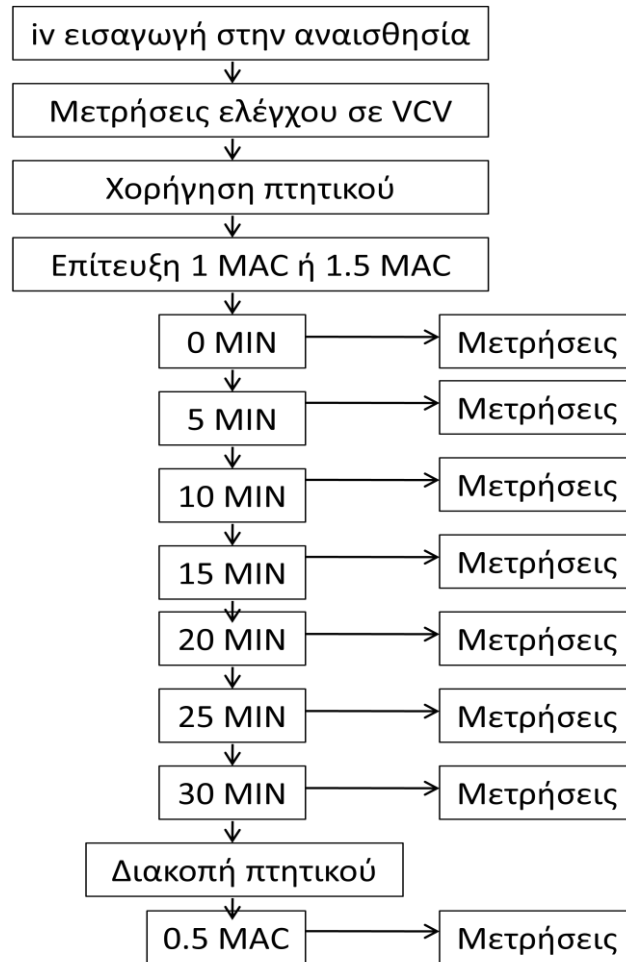 iv εισαγωγή στην αναισθησία
Μετρήσεις ελέγχου σε VCV
Χορήγηση πτητικού
Επίτευξη 1 MAC ή 1.5 MAC
0 MIN
Μετρήσεις
5 MIN
Μετρήσεις
10 MIN
Μετρήσεις
15 MIN
Μετρήσεις
20 MIN
Μετρήσεις
25 MIN
Μετρήσεις
30 MIN
Μετρήσεις
Διακοπή πτητικού
0.5 MAC
Μετρήσεις